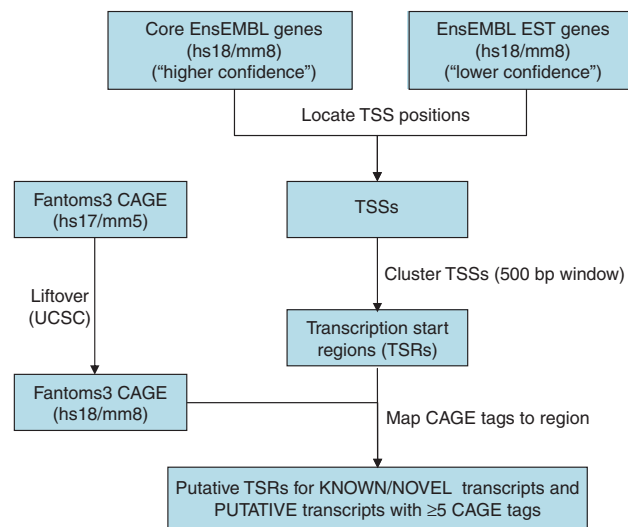 Core EnsEMBL genes
(hs18/mm8)
(“higher confidence”)
EnsEMBL EST genes
(hs18/mm8)
(“lower confidence”)
Locate TSS positions
Fantoms3 CAGE
(hs17/mm5)
TSSs
Cluster TSSs (500 bp window)
Liftover
(UCSC)
Transcription start
regions (TSRs)
Fantoms3 CAGE
(hs18/mm8)
Map CAGE tags to region
Putative TSRs for KNOWN/NOVEL transcripts and
PUTATIVE transcripts with ≥5 CAGE tags